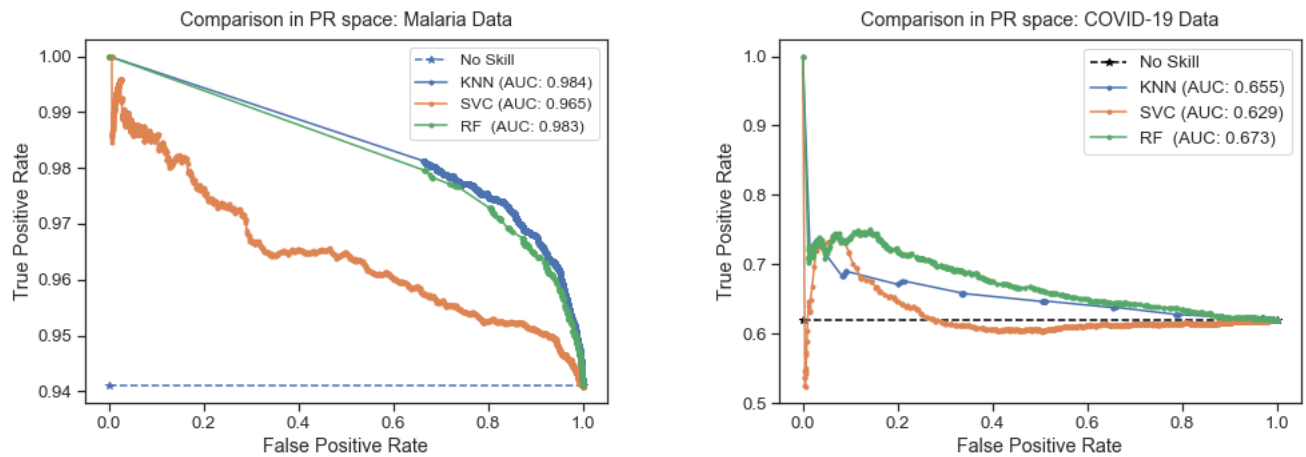 Comparison in PR space: Malaria Data
True Positive Rate
1.00
0.99
0.98
0.97
0.96
0.95
0.94
No Skill
KNN (AUC: 0.984)
SVC (AUC: 0.965)
RF (AUC: 0.983)
0.0 0.2 0.4 0.6 0.8 1.0
False Positive Rate
Comparison in PR space: COVID-19 Data
True Positive Rate
1.0
0.9
0.8
0.7
0.6
0.5
No Skill
KNN (AUC: 0.655)
SVC (AUC: 0.629)
RF (AUC: 0.673)
0.0 0.2 0.4 0.6 0.8 1.0
False Positive Rate